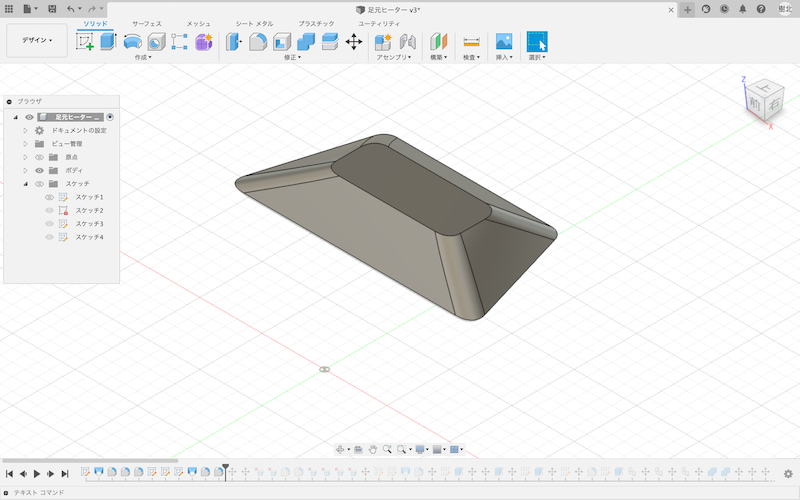 足元ヒーター v3*
樹北
デザイン
ソリッド サーフェス メッシュ シート メタル プラスチック ユーティリティ
作成 修正 アセンブリ 構築 検査 挿入 選択
ブラウザ
足元ヒーター ...
ドキュメントの設定
ビュー管理
原点
ボディ
スケッチ
スケッチ1
スケッチ2
スケッチ3
スケッチ4
Z
上
前 右
X
テキスト コマンド